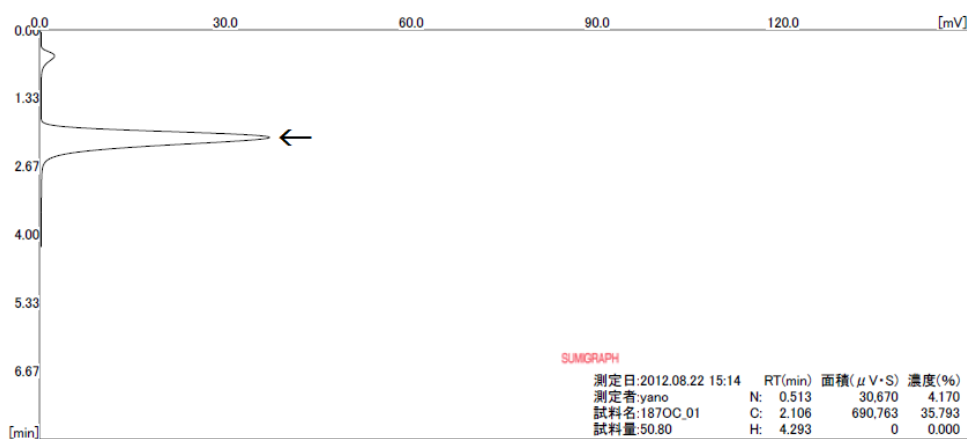 0.0 30.0 60.0 90.0 120.0 [mV]
0.00
1.33
2.67
4.00
5.33
6.67
[min]
SUMIGRAPH
測定日:2012.08.22 15:14 RT(min) 面積(μV・S) 濃度(%)
測定者:yano N: 0.513 30,670 4.170
試料名:187OC_01 C: 2.106 690,763 35.793
試料量:50.80 H: 4.293 0 0.000